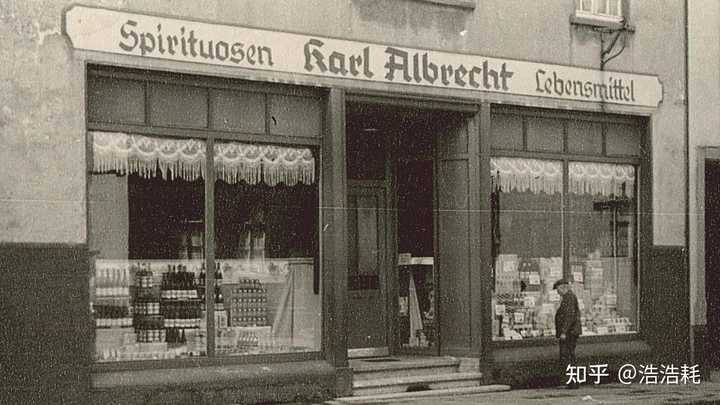 Spirituosen Karl Albrecht Lebensmittel
知乎 @浩浩耗